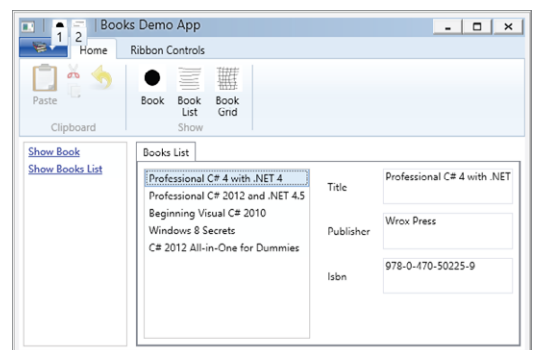 Books Demo App
1 2
Home Ribbon Controls
Paste
Book Book List Book Grid
Clipboard Show
Show Book
Show Books List
Books List
Professional C# 4 with .NET 4
Professional C# 2012 and .NET 4.5
Beginning Visual C# 2010
Windows 8 Secrets
C# 2012 All-in-One for Dummies
Title Professional C# 4 with .NET
Publisher Wrox Press
Isbn 978-0-470-50225-9